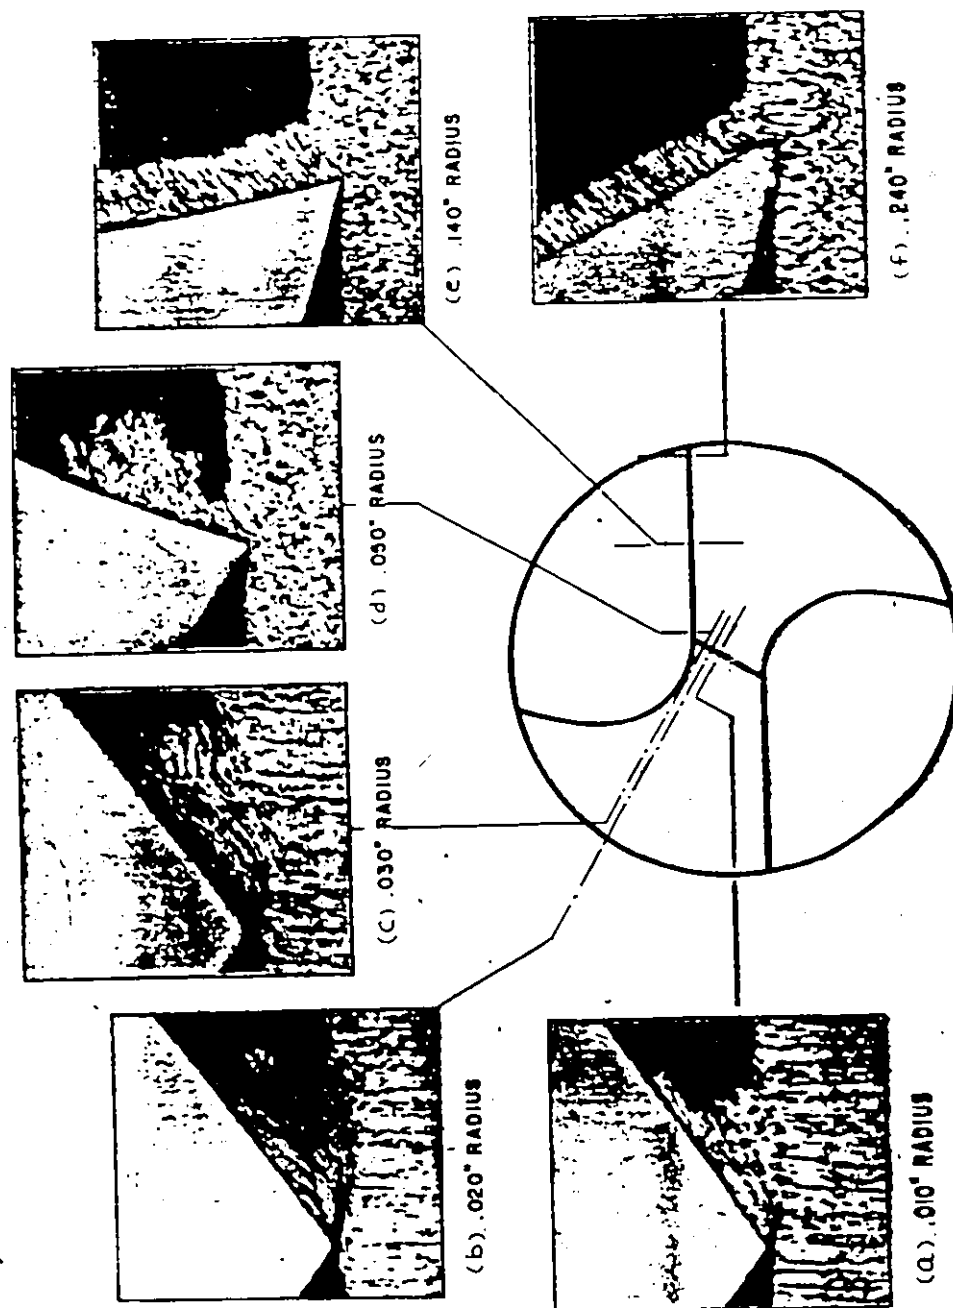 (a) .010" RADIUS
(b) .020" RADIUS
(c) .030" RADIUS
(d) .050" RADIUS
(e) .140" RADIUS
(f) .240" RADIUS